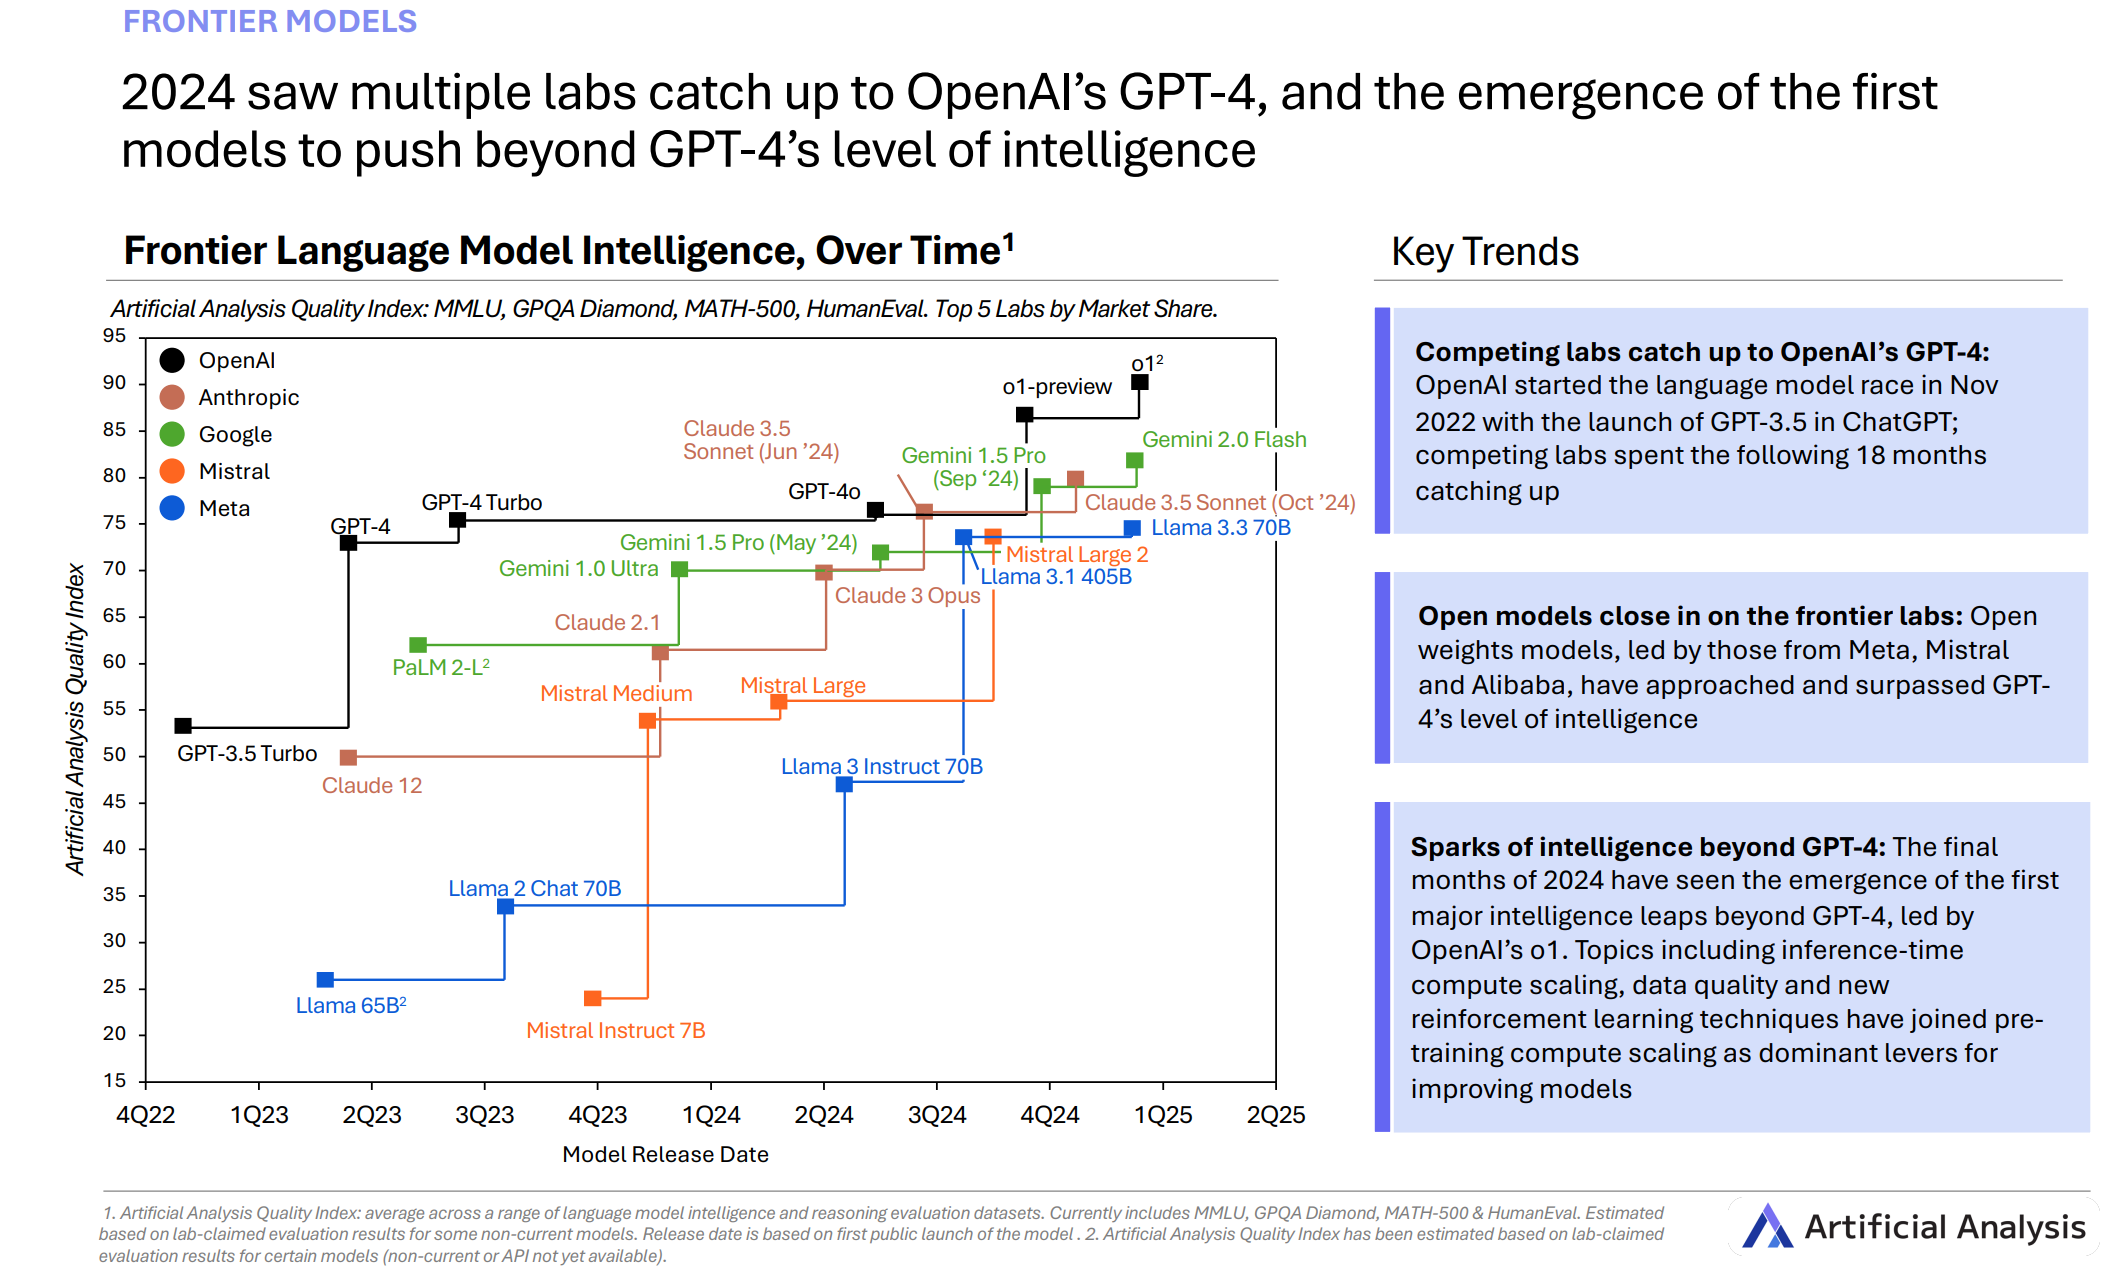 FRONTIER MODELS
2024 saw multiple labs catch up to OpenAI’s GPT-4, and the emergence of the first
models to push beyond GPT-4’s level of intelligence
Frontier Language Model Intelligence, Over Time¹
Artificial Analysis Quality Index: MMLU, GPQA Diamond, MATH-500, HumanEval. Top 5 Labs by Market Share.
Artificial Analysis Quality Index
95
90
85
80
75
70
65
60
55
50
45
40
35
30
25
20
15
OpenAI
Anthropic
Google
Mistral
Meta
o1²
o1-preview
Claude 3.5
Sonnet (Jun ’24)
Gemini 2.0 Flash
Gemini 1.5 Pro
(Sep ‘24)
GPT-4o
GPT-4 Turbo
Claude 3.5 Sonnet (Oct ’24)
GPT-4
Llama 3.3 70B
Gemini 1.5 Pro (May ’24)
Mistral Large 2
Gemini 1.0 Ultra
Llama 3.1 405B
Claude 3 Opus
Claude 2.1
PaLM 2-L²
Mistral Medium
Mistral Large
GPT-3.5 Turbo
Claude 12
Llama 3 Instruct 70B
Llama 2 Chat 70B
Llama 65B²
Mistral Instruct 7B
4Q22 1Q23 2Q23 3Q23 4Q23 1Q24 2Q24 3Q24 4Q24 1Q25 2Q25
Model Release Date
Key Trends
Competing labs catch up to OpenAI’s GPT-4:
OpenAI started the language model race in Nov
2022 with the launch of GPT-3.5 in ChatGPT;
competing labs spent the following 18 months
catching up
Open models close in on the frontier labs: Open
weights models, led by those from Meta, Mistral
and Alibaba, have approached and surpassed GPT-
4’s level of intelligence
Sparks of intelligence beyond GPT-4: The final
months of 2024 have seen the emergence of the first
major intelligence leaps beyond GPT-4, led by
OpenAI’s o1. Topics including inference-time
compute scaling, data quality and new
reinforcement learning techniques have joined pre-
training compute scaling as dominant levers for
improving models
1. Artificial Analysis Quality Index: average across a range of language model intelligence and reasoning evaluation datasets. Currently includes MMLU, GPQA Diamond, MATH-500 & HumanEval. Estimated
based on lab-claimed evaluation results for some non-current models. Release date is based on first public launch of the model . 2. Artificial Analysis Quality Index has been estimated based on lab-claimed
evaluation results for certain models (non-current or API not yet available).
Artificial Analysis